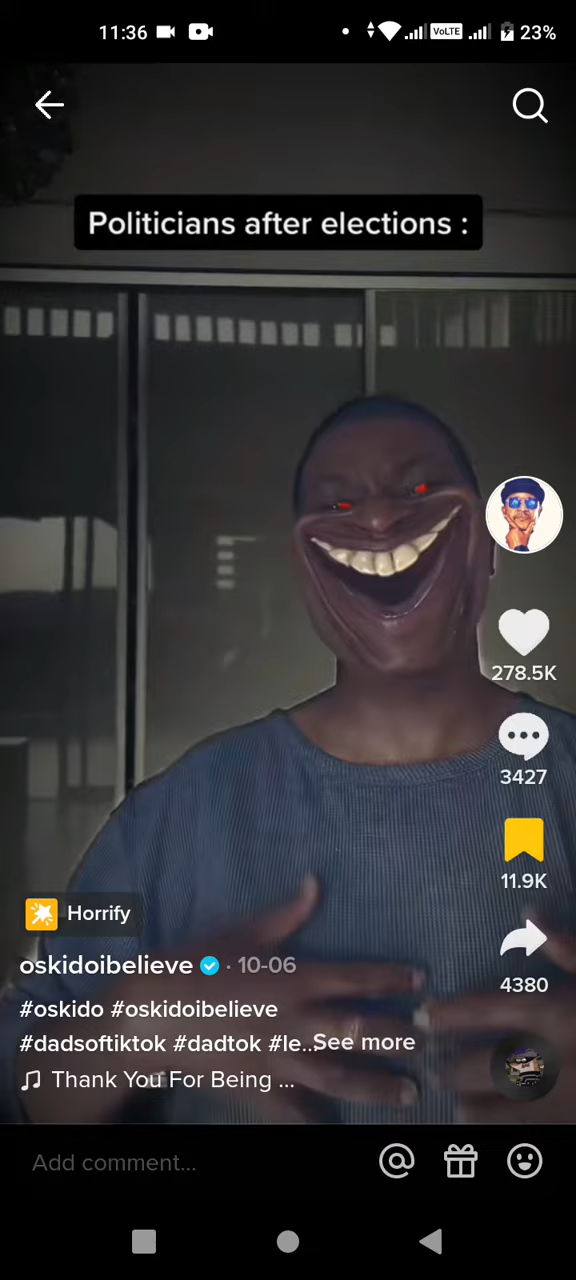 11:36
VoLTE
23%
Politicians after elections :
278.5K
3427
11.9K
4380
Horrify
oskidoibelieve · 10-06
#oskido #oskidoibelieve
#dadsoftiktok #dadtok #le...See more
Thank You For Being ...
Add comment...